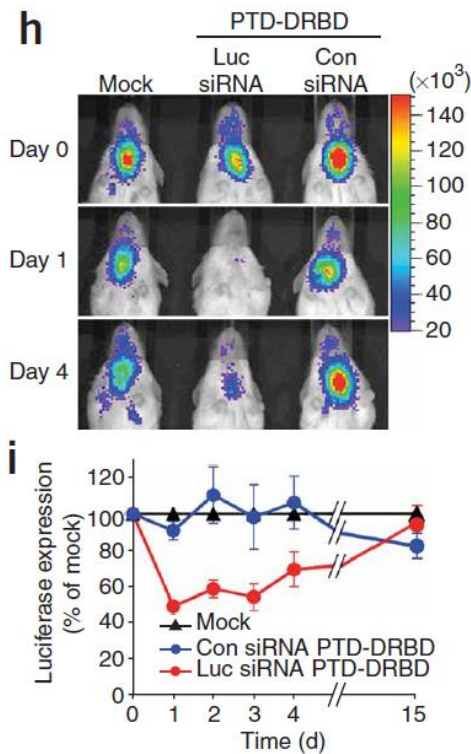 h
PTD-DRBD
Mock
Luc siRNA
Con siRNA
(×10³)
Day 0
Day 1
Day 4
140
120
100
80
60
40
20
i
Luciferase expression (% of mock)
120
100
80
60
40
20
0
Mock
Con siRNA PTD-DRBD
Luc siRNA PTD-DRBD
0 1 2 3 4 15
Time (d)